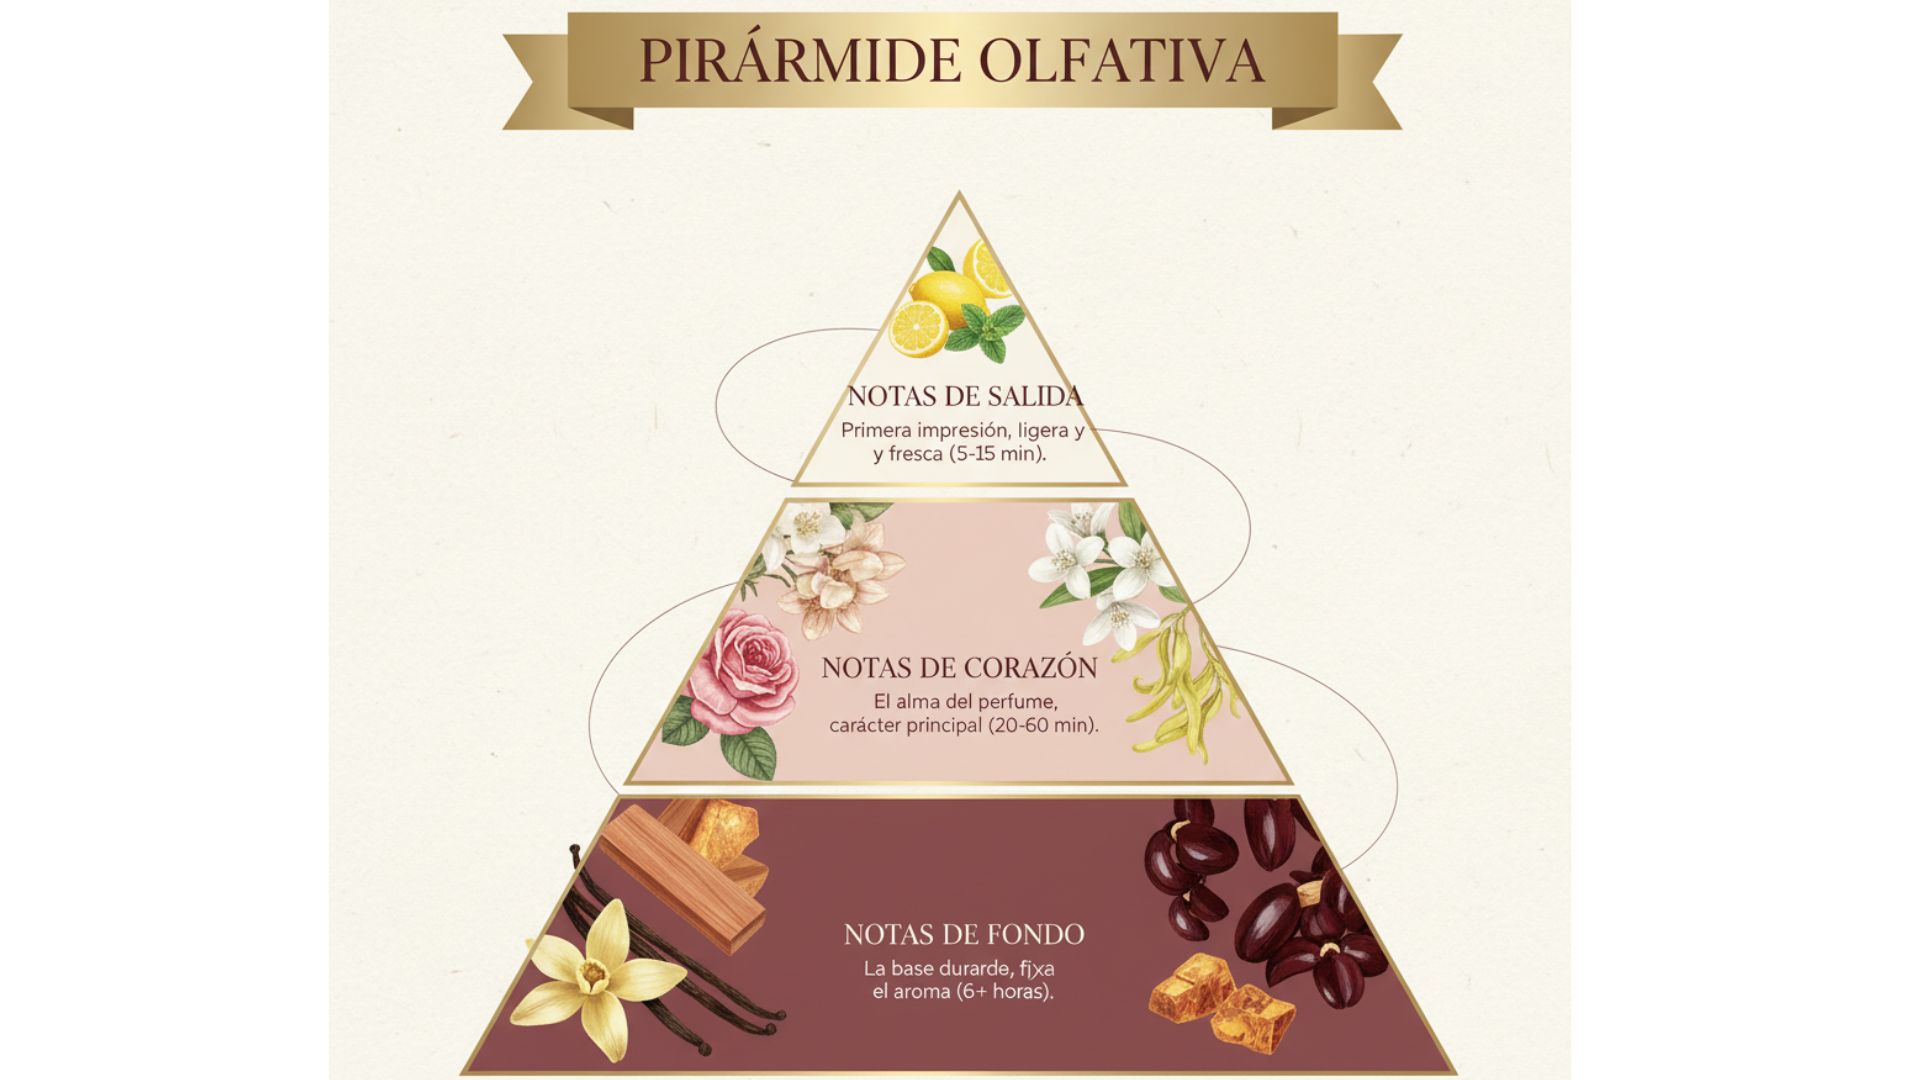 PIRÁRMIDE OLFATIVA
NOTAS DE SALIDA
Primera impresión, ligera y
y fresca (5-15 min).
NOTAS DE CORAZÓN
El alma del perfume,
carácter principal (20-60 min).
NOTAS DE FONDO
La base durarde, fijxa
el aroma (6+ horas).